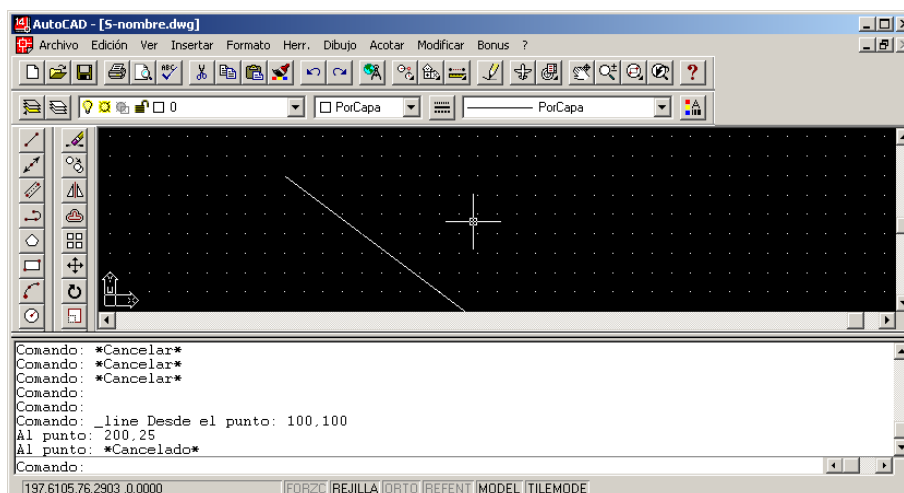 AutoCAD - [S-nombre.dwg]
Archivo Edición Ver Insertar Formato Herr. Dibujo Acotar Modificar Bonus ?
0 PorCapa PorCapa
Comando: *Cancelar*
Comando: *Cancelar*
Comando: *Cancelar*
Comando:
Comando:
Comando: _line Desde el punto: 100,100
Al punto: 200,25
Al punto: *Cancelado*
Comando:
197.6105,76.2903 ,0.0000 FORZC REJILLA ORTO REFENT MODEL TILEMODE